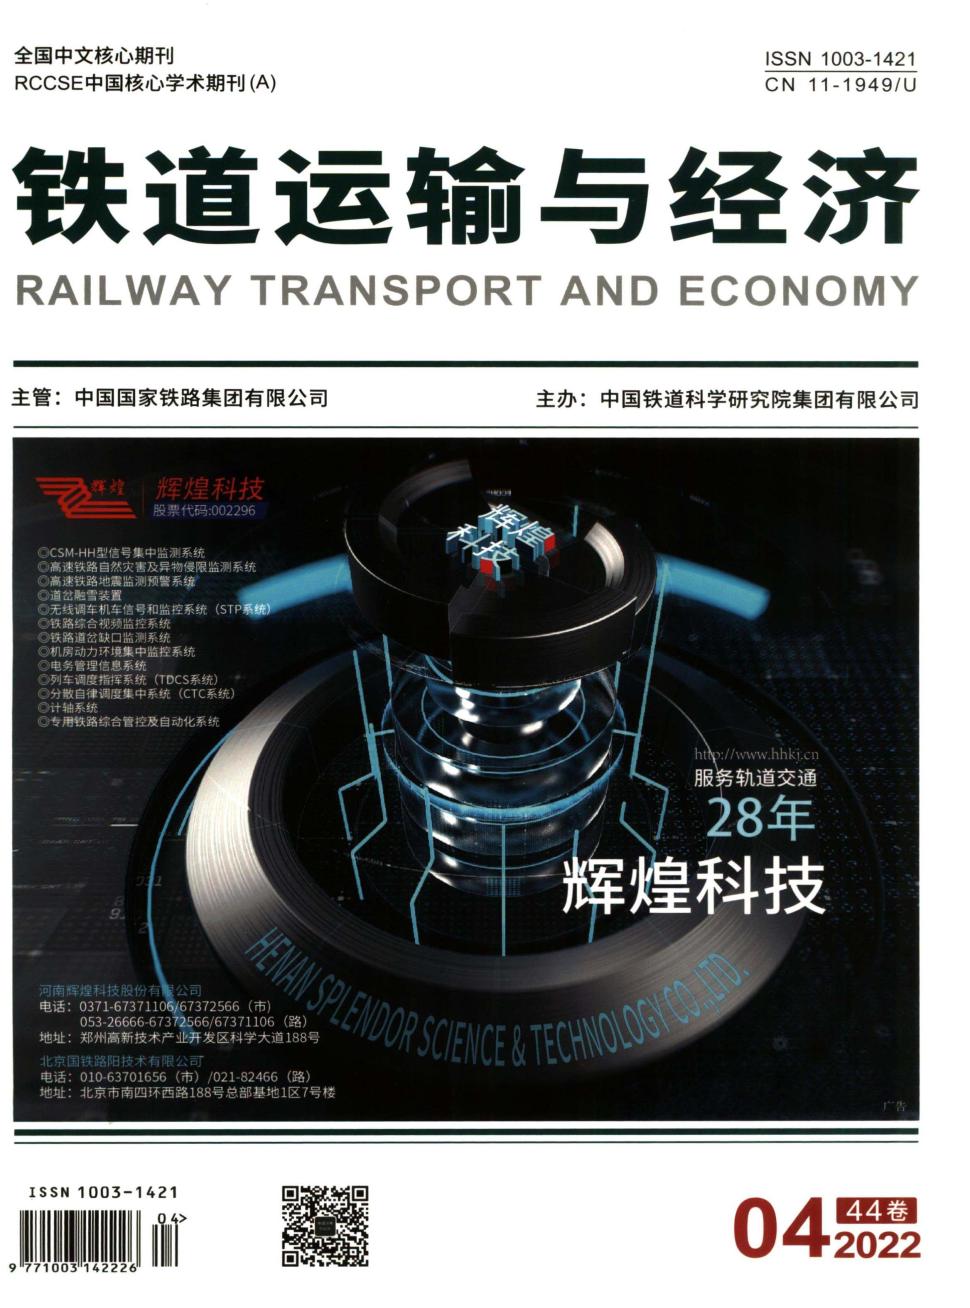 全国中文核心期刊
RCCSE中国核心学术期刊(A)
ISSN 1003-1421
CN 11-1949/U
铁道运输与经济
RAILWAY TRANSPORT AND ECONOMY
主管：中国国家铁路集团有限公司
主办：中国铁道科学研究院集团有限公司
辉煌
辉煌科技
股票代码:002296
辉煌
科技
◎CSM-HH型信号集中监测系统
◎高速铁路自然灾害及异物侵限监测系统
◎高速铁路地震监测预警系统
◎道岔融雪装置
◎无线调车机车信号和监控系统（STP系统）
◎铁路综合视频监控系统
◎铁路道岔缺口监测系统
◎机房动力环境集中监控系统
◎电务管理信息系统
◎列车调度指挥系统（TDCS系统）
◎分散自律调度集中系统（CTC系统）
◎计轴系统
◎专用铁路综合管控及自动化系统
http://www.hhkj.cn
服务轨道交通
28年
辉煌科技
HENAN SPLENDOR SCIENCE & TECHNOLOGY CO.,LTD.
河南辉煌科技股份有限公司
电话：0371-67371106/67372566（市）
053-26666-67372566/67371106（路）
地址：郑州高新技术产业开发区科学大道188号
北京国铁路阳技术有限公司
电话：010-63701656（市）/021-82466（路）
地址：北京市南四环西路188号总部基地1区7号楼
广告
ISSN 1003-1421
04>
9 771003 142226
04
44卷
2022